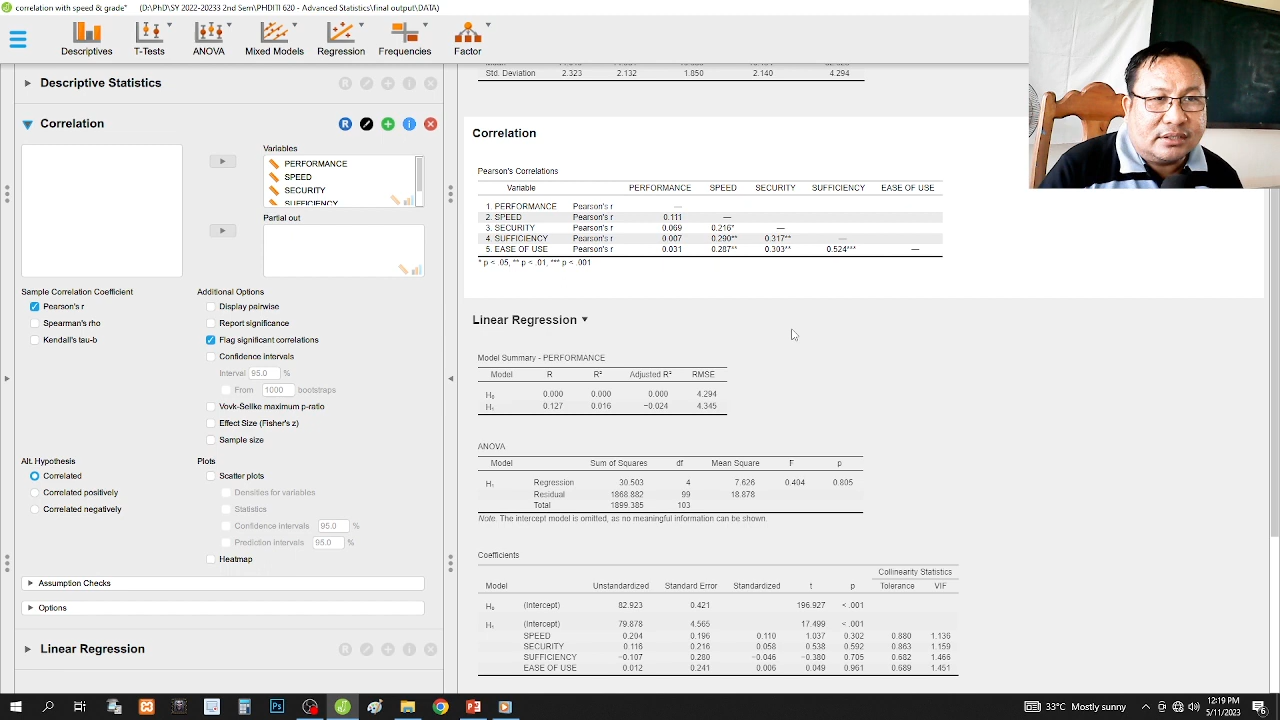 correlation with speed & grade* (D:\PhD\SY 2022-20233 2nd Sem\PHDITI 620 - Advanced Statistics\final output\DATA)
Descriptives T-Tests ANOVA Mixed Models Regression Frequencies Factor
Descriptive Statistics
Correlation
Variables
PERFORMANCE
SPEED
SECURITY
SUFFICIENCY
Partial out
Sample Correlation Coefficient
Pearson's r
Spearman's rho
Kendall's tau-b
Additional Options
Display pairwise
Report significance
Flag significant correlations
Confidence intervals
Interval 95.0 %
From 1000 bootstraps
Vovk-Selke maximum p-ratio
Effect Size (Fisher's z)
Sample size
Alt. Hypothesis
Correlated
Correlated positively
Correlated negatively
Plots
Scatter plots
Densities for variables
Statistics
Confidence intervals 95.0 %
Prediction intervals 95.0 %
Heatmap
Assumption Checks
Options
Linear Regression
Std. Deviation 2.323 2.132 1.850 2.140 4.294
Correlation
Pearson's Correlations
Variable PERFORMANCE SPEED SECURITY SUFFICIENCY EASE OF USE
1. PERFORMANCE Pearson's r —
2. SPEED Pearson's r 0.111 —
3. SECURITY Pearson's r 0.069 0.216* —
4. SUFFICIENCY Pearson's r 0.007 0.290** 0.317** —
5. EASE OF USE Pearson's r 0.031 0.287** 0.303** 0.524*** —
* p < .05, ** p < .01, *** p < .001
Linear Regression
Model Summary - PERFORMANCE
Model R R² Adjusted R² RMSE
H₀ 0.000 0.000 0.000 4.294
H₁ 0.127 0.016 −0.024 4.345
ANOVA
Model Sum of Squares df Mean Square F p
H₁ Regression 30.503 4 7.626 0.404 0.805
Residual 1868.882 99 18.878
Total 1899.385 103
Note. The intercept model is omitted, as no meaningful information can be shown.
Coefficients
Collinearity Statistics
Model Unstandardized Standard Error Standardized t p Tolerance VIF
H₀ (Intercept) 82.923 0.421 196.927 < .001
H₁ (Intercept) 79.878 4.565 17.499 < .001
SPEED 0.204 0.196 0.110 1.037 0.302 0.880 1.136
SECURITY 0.116 0.216 0.058 0.538 0.592 0.863 1.159
SUFFICIENCY −0.107 0.280 −0.046 −0.380 0.705 0.682 1.466
EASE OF USE 0.012 0.241 0.006 0.049 0.961 0.689 1.451
33°C Mostly sunny
12:19 PM
5/11/2023